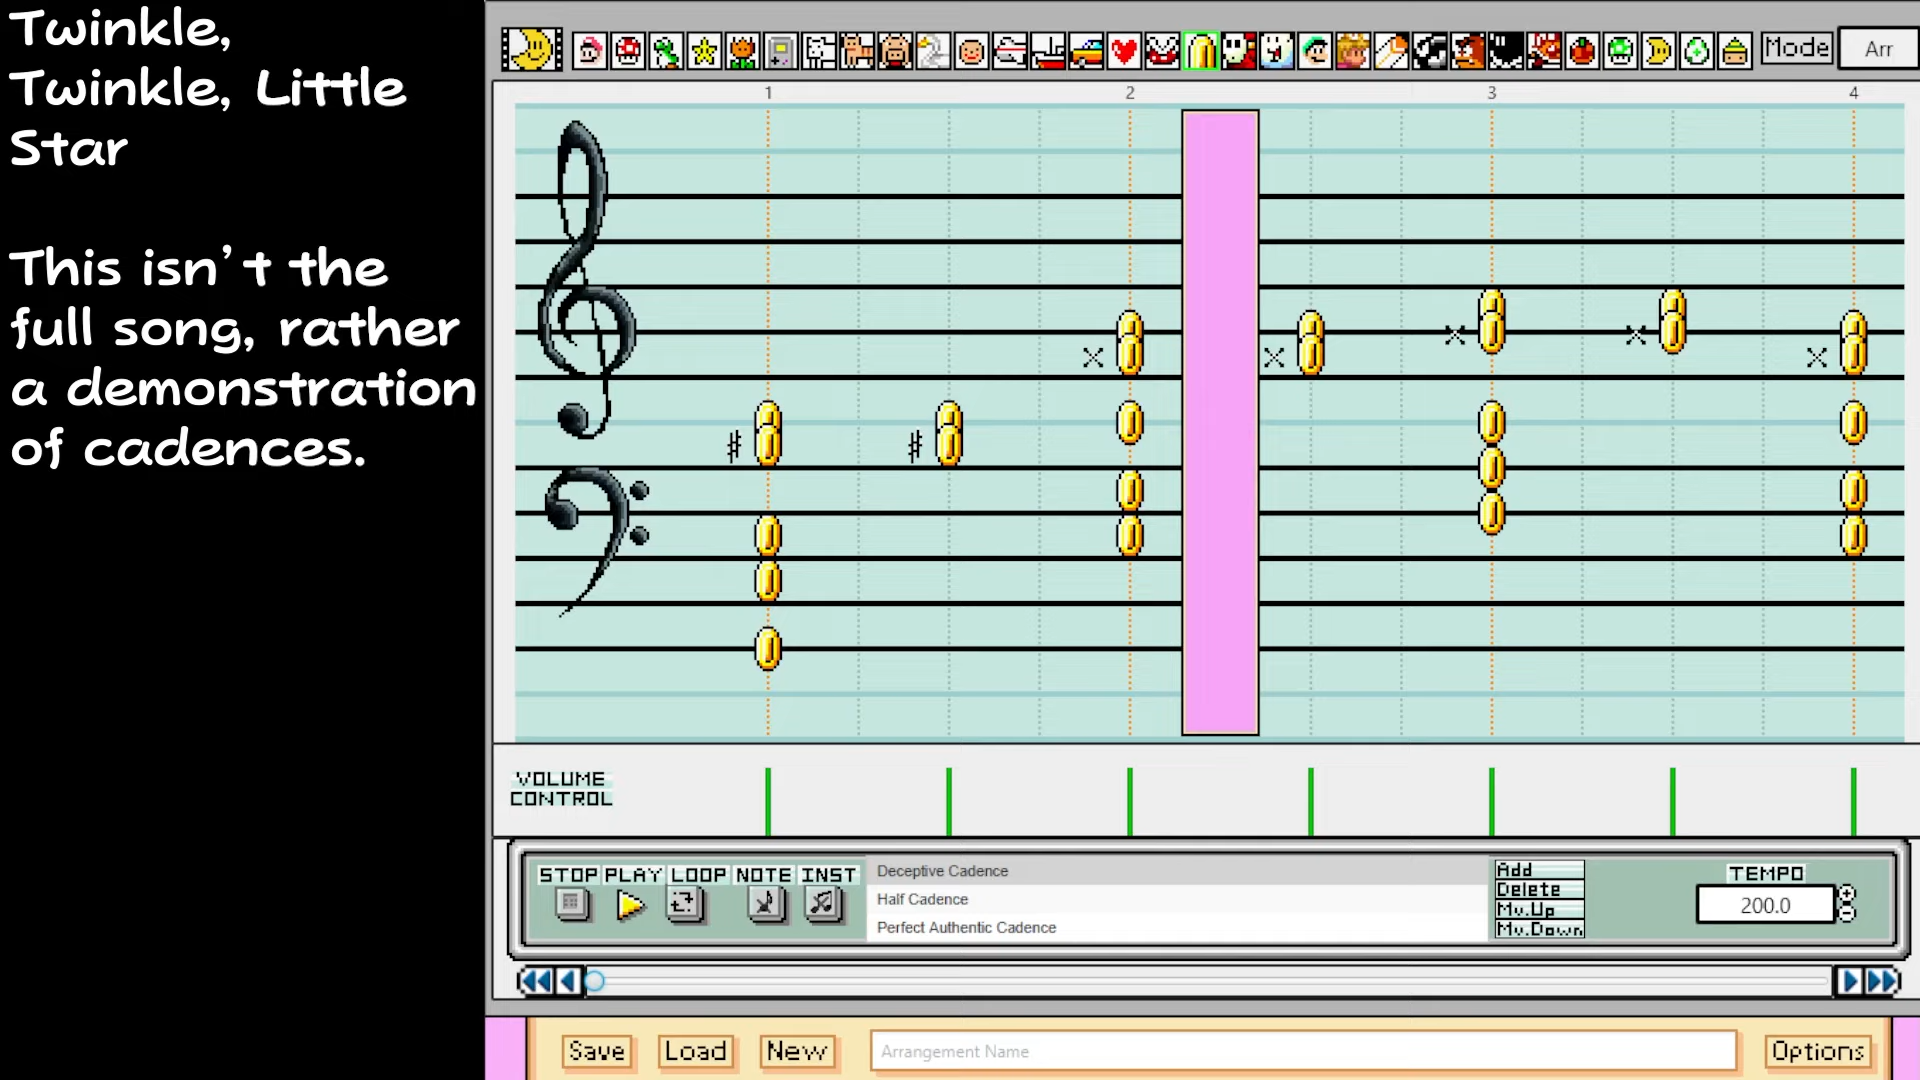 Twinkle,
Twinkle, Little
Star
This isn't the
full song, rather
a demonstration
of cadences.
Mode
Arr
1 2 3 4
VOLUME
CONTROL
STOP PLAY LOOP NOTE INST
Deceptive Cadence
Half Cadence
Perfect Authentic Cadence
Add
Delete
Mv.Up
Mv.Down
TEMPO
200.0
Save
Load
New
Arrangement Name
Options